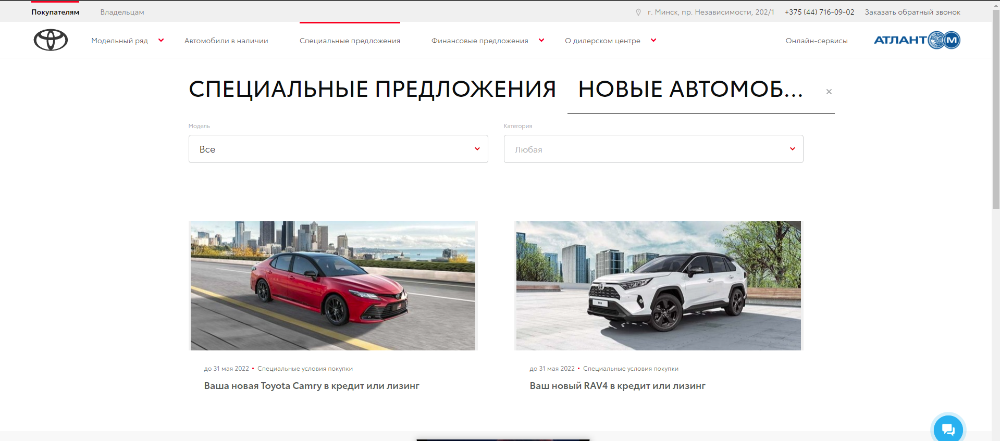 Покупателям Владельцам г. Минск, пр. Независимости, 202/1 +375 (44) 716-09-02 Заказать обратный звонок
Модельный ряд Автомобили в наличии Специальные предложения Финансовые предложения О дилерском центре Онлайн-сервисы АТЛАНТ М
СПЕЦИАЛЬНЫЕ ПРЕДЛОЖЕНИЯ НОВЫЕ АВТОМОБ...
Модель Категория
Все Любая
до 31 мая 2022 • Специальные условия покупки
Ваша новая Toyota Camry в кредит или лизинг
до 31 мая 2022 • Специальные условия покупки
Ваш новый RAV4 в кредит или лизинг